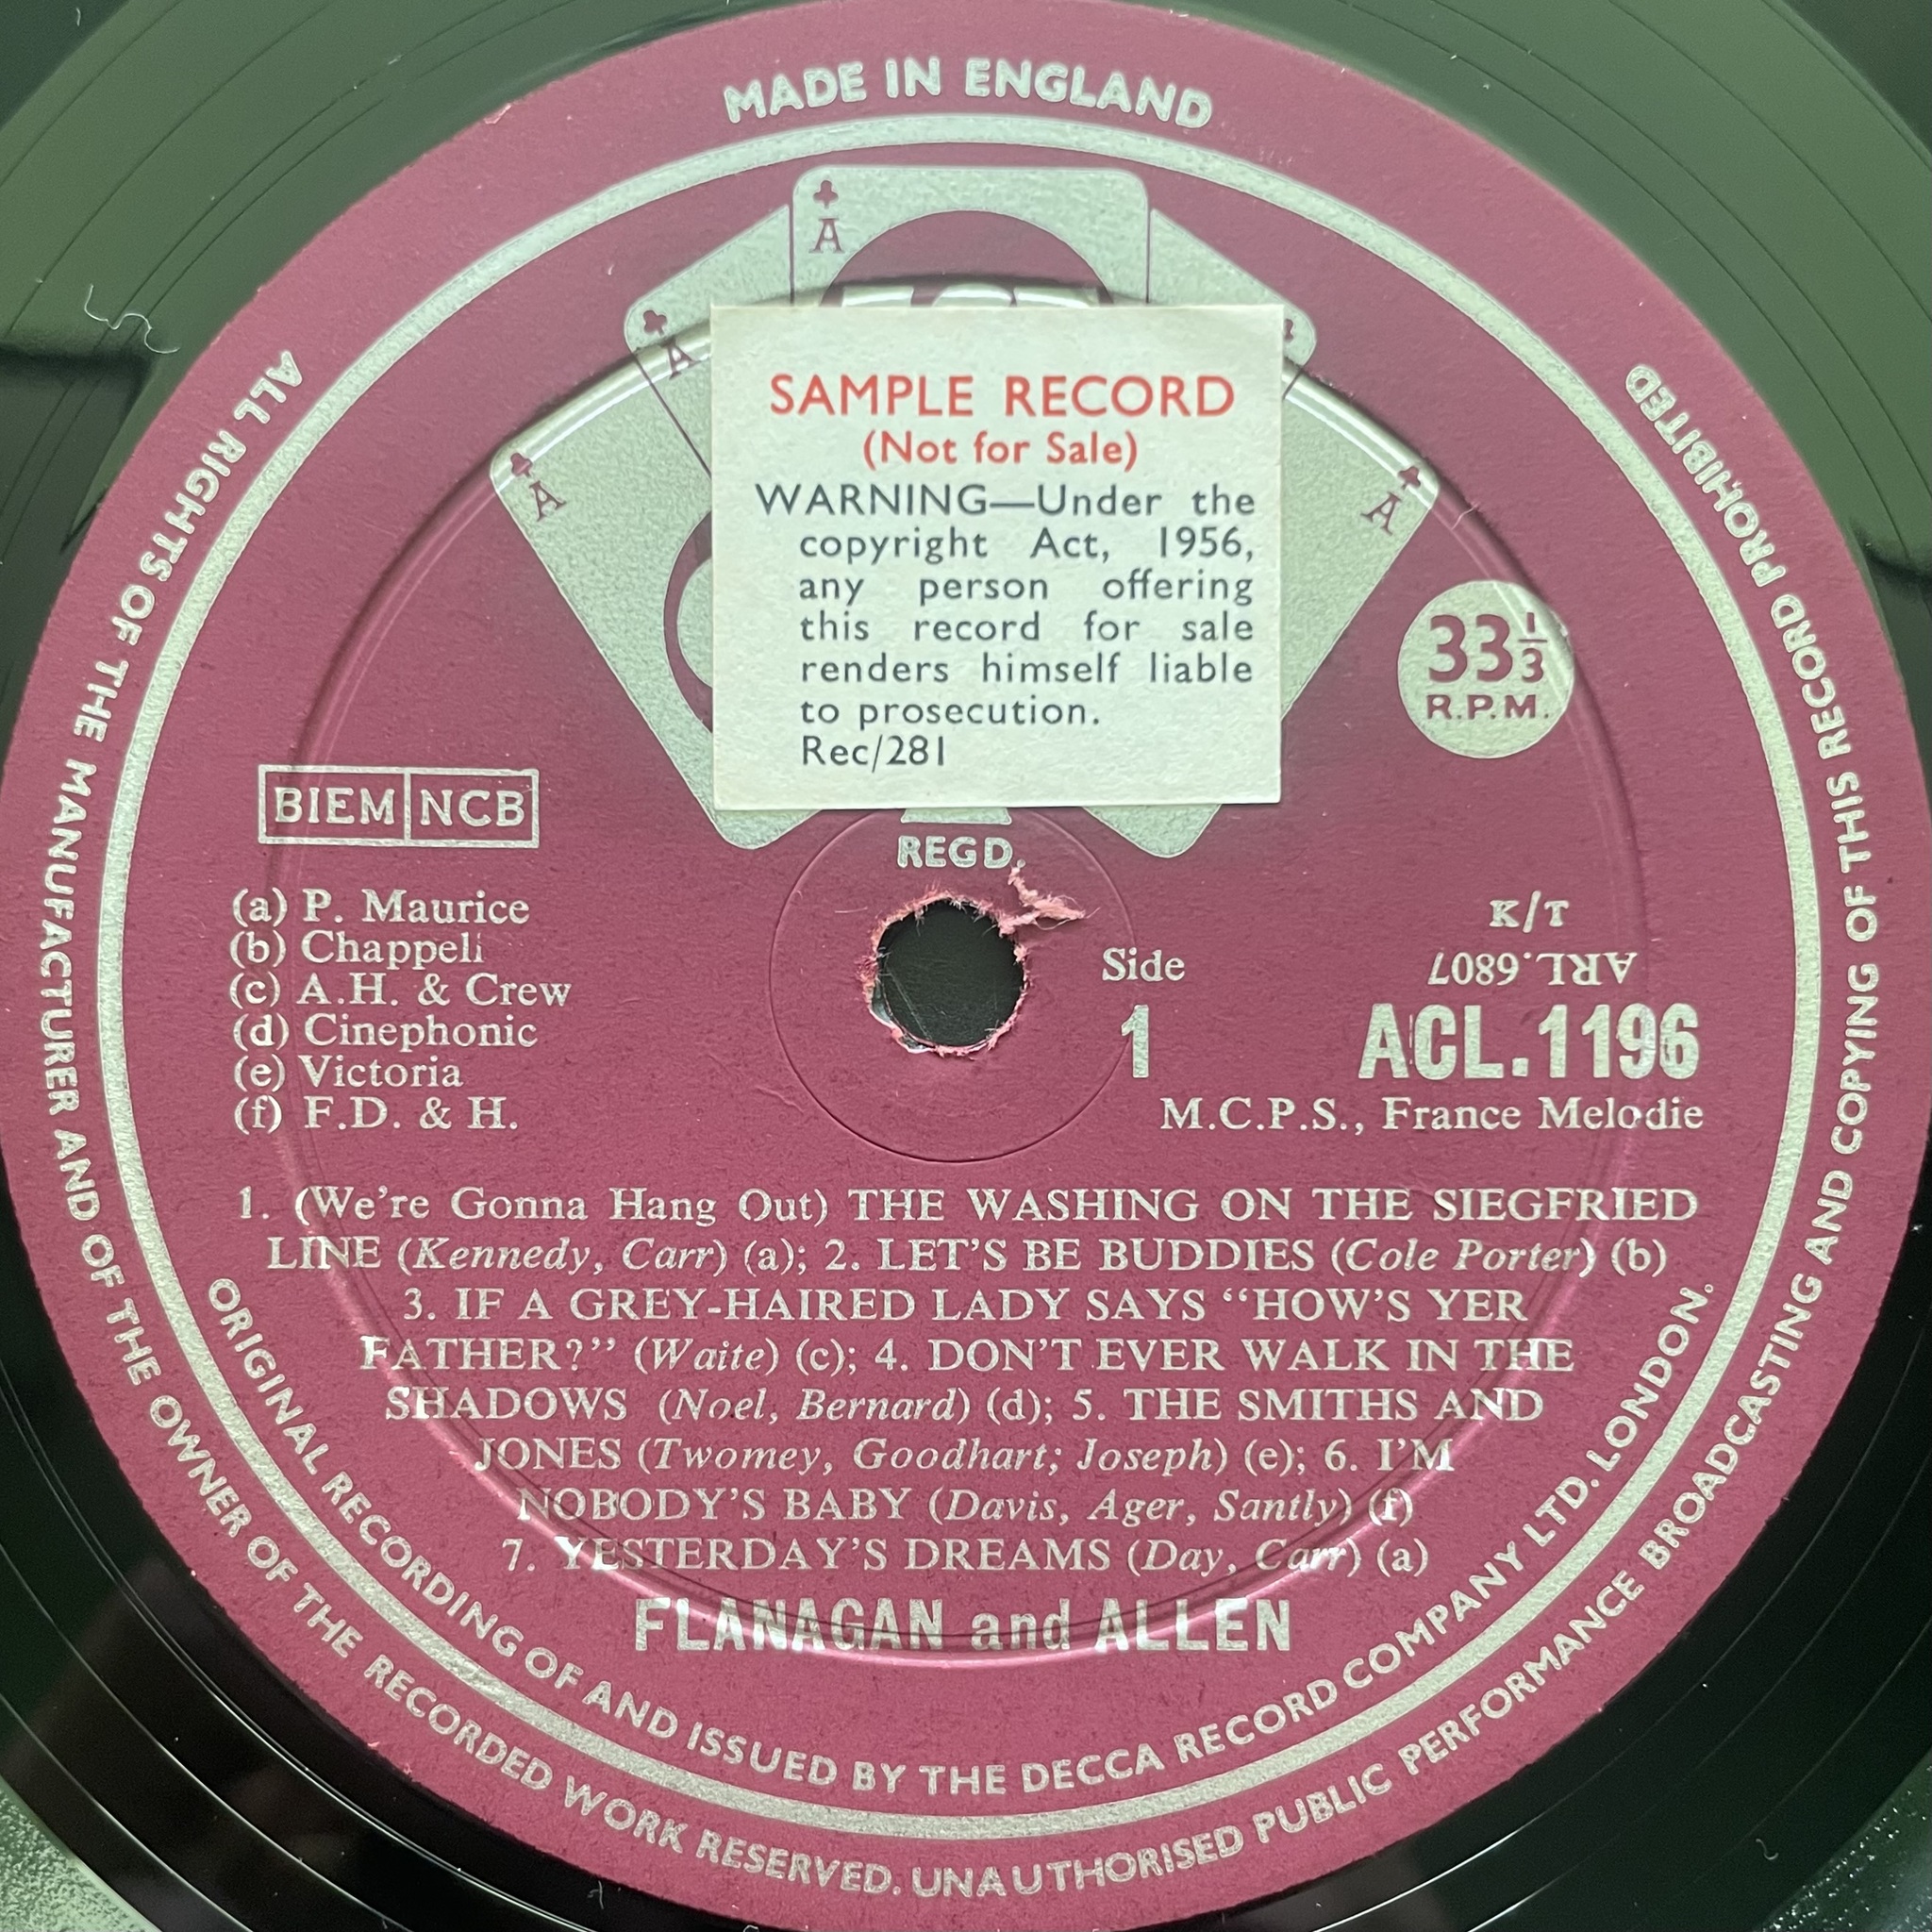 MADE IN ENGLAND
ALL RIGHTS OF THE MANUFACTURER AND OF THE OWNER OF THE RECORDED WORK RESERVED. UNAUTHORISED PUBLIC PERFORMANCE BROADCASTING AND COPYING OF THIS RECORD PROHIBITED
A
A
A
A
SAMPLE RECORD
(Not for Sale)
WARNING—Under the
copyright Act, 1956,
any person offering
this record for sale
renders himself liable
to prosecution.
Rec/281
33⅓
R.P.M.
BIEM NCB
REGD.
(a) P. Maurice
(b) Chappell
(c) A.H. & Crew
(d) Cinephonic
(e) Victoria
(f) F.D. & H.
Side
1
K/T
ARL.6807
ACL.1196
M.C.P.S., France Melodie
1. (We're Gonna Hang Out) THE WASHING ON THE SIEGFRIED
LINE (Kennedy, Carr) (a); 2. LET'S BE BUDDIES (Cole Porter) (b)
3. IF A GREY-HAIRED LADY SAYS "HOW'S YER
FATHER?" (Waite) (c); 4. DON'T EVER WALK IN THE
SHADOWS (Noel, Bernard) (d); 5. THE SMITHS AND
JONES (Twomey, Goodhart; Joseph) (e); 6. I'M
NOBODY'S BABY (Davis, Ager, Santly) (f)
7. YESTERDAY'S DREAMS (Day, Carr) (a)
FLANAGAN and ALLEN
ORIGINAL RECORDING OF AND ISSUED BY THE DECCA RECORD COMPANY LTD. LONDON.